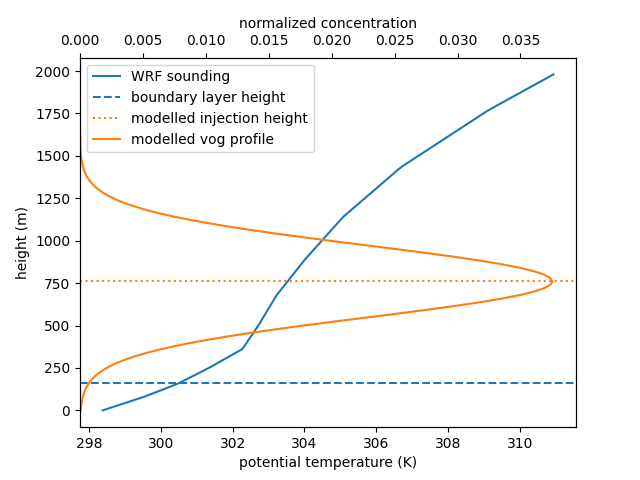 normalized concentration
0.000 0.005 0.010 0.015 0.020 0.025 0.030 0.035
WRF sounding
boundary layer height
modelled injection height
modelled vog profile
height (m)
2000
1750
1500
1250
1000
750
500
250
0
298 300 302 304 306 308 310
potential temperature (K)